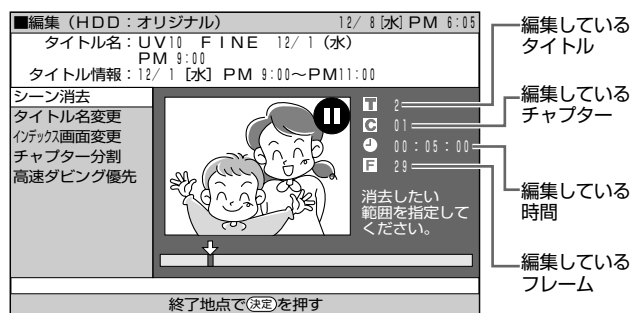 ■編集（HDD：オリジナル） 12/ 8[水]PM 6:05
タイトル名：UV10 FINE 12/ 1（水）
PM 9:00
タイトル情報：12/ 1 [水] PM 9:00～PM11:00
シーン消去
タイトル名変更
インデックス画面変更
チャプター分割
高速ダビング優先
T 2
C 01
00：05：00
F 29
消去したい
範囲を指定して
ください。
終了地点で決定を押す
編集している
タイトル
編集している
チャプター
編集している
時間
編集している
フレーム